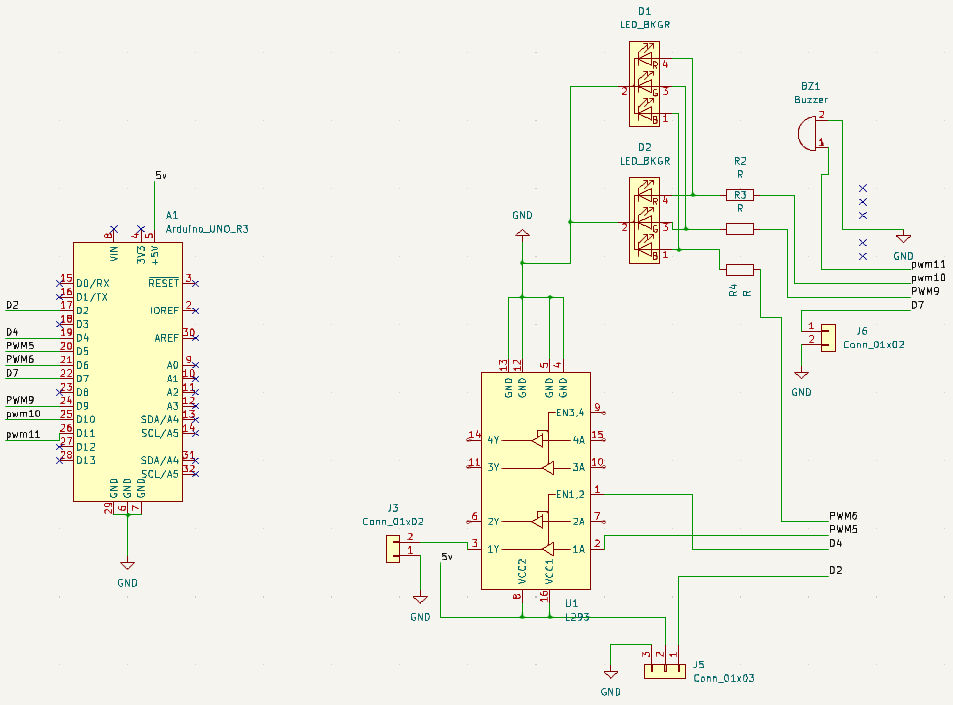 D1
LED_BKGR
R 4
2 G 3
B 1
BZ1
Buzzer
2
1
D2
LED_BKGR
R 4
2 G 3
B 1
R2
R
R3
R
R4
R
GND
GND
pwm11
pwm10
PWM9
D7
5v
A1
Arduino_UNO_R3
8 4 5
VIN 3V3 +5V
15 D0/RX RESET 3
16 D1/TX
D2 17 D2 IOREF 2
18 D3
D4 19 D4 AREF 30
PWM5 20 D5
PWM6 21 D6 A0 9
D7 22 D7 A1 10
23 D8 A2 11
PWM9 24 D9 A3 12
pwm10 25 D10 SDA/A4 13
pwm11 26 D11 SCL/A5 14
27 D12
28 D13 SDA/A4 31
SCL/A5 32
GND GND GND
29 6 7
GND
1
2
J6
Conn_01x02
GND
13 12 5 4
GND GND GND GND
EN3,4 9
14 4Y 4A 15
11 3Y 3A 10
EN1,2 1
6 2Y 2A 7
3 1Y 1A 2
VCC2 VCC1
8 16
U1
L293
J3
Conn_01x02
2
1
GND
5v
PWM6
PWM5
D4
D2
3 2 1
J5
Conn_01x03
GND